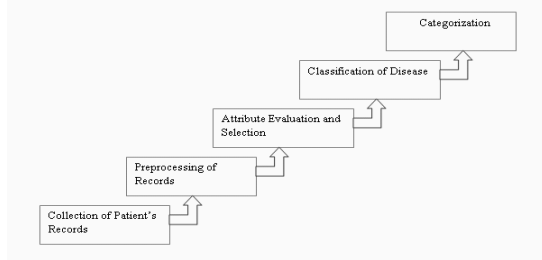 Categorization
Classification of Disease
Attribute Evaluation and
Selection
Preprocessing of
Records
Collection of Patient's
Records